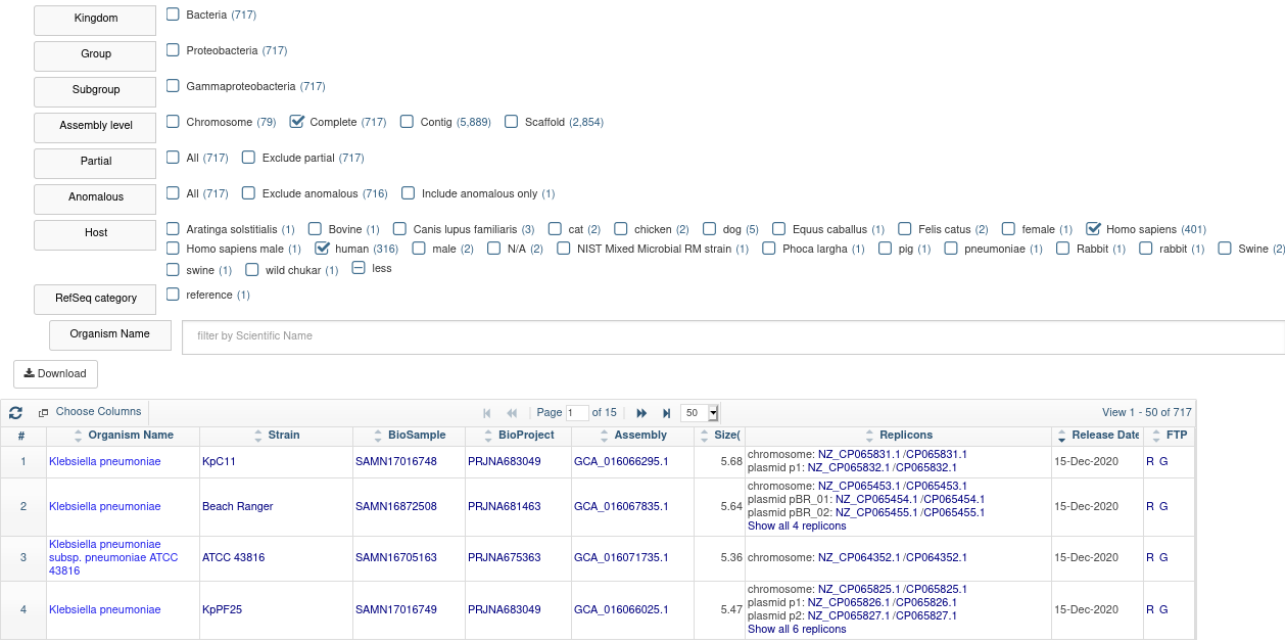 Kingdom Bacteria (717)
Group Proteobacteria (717)
Subgroup Gammaproteobacteria (717)
Assembly level Chromosome (79) Complete (717) Contig (5,889) Scaffold (2,854)
Partial All (717) Exclude partial (717)
Anomalous All (717) Exclude anomalous (716) Include anomalous only (1)
Host Aratinga solstitialis (1) Bovine (1) Canis lupus familiaris (3) cat (2) chicken (2) dog (5) Equus caballus (1) Felis catus (2) female (1) Homo sapiens (401)
Homo sapiens male (1) human (316) male (2) N/A (2) NIST Mixed Microbial RM strain (1) Phoca largha (1) pig (1) pneumoniae (1) Rabbit (1) rabbit (1) Swine (2)
swine (1) wild chukar (1) less
RefSeq category reference (1)
Organism Name filter by Scientific Name
Download
Choose Columns Page 1 of 15 50 View 1 - 50 of 717
# Organism Name Strain BioSample BioProject Assembly Size( Replicons Release Date FTP
1 Klebsiella pneumoniae KpC11 SAMN17016748 PRJNA683049 GCA_016066295.1 5.68 chromosome: NZ_CP065831.1 /CP065831.1 15-Dec-2020 R G
plasmid p1: NZ_CP065832.1 /CP065832.1
chromosome: NZ_CP065453.1 /CP065453.1
2 Klebsiella pneumoniae Beach Ranger SAMN16872508 PRJNA681463 GCA_016067835.1 5.64 plasmid pBR_01: NZ_CP065454.1 /CP065454.1 15-Dec-2020 R G
plasmid pBR_02: NZ_CP065455.1 /CP065455.1
Show all 4 replicons
Klebsiella pneumoniae
3 subsp. pneumoniae ATCC ATCC 43816 SAMN16705163 PRJNA675363 GCA_016071735.1 5.36 chromosome: NZ_CP064352.1 /CP064352.1 15-Dec-2020 R G
43816
chromosome: NZ_CP065825.1 /CP065825.1
4 Klebsiella pneumoniae KpPF25 SAMN17016749 PRJNA683049 GCA_016066025.1 5.47 plasmid p1: NZ_CP065826.1 /CP065826.1 15-Dec-2020 R G
plasmid p2: NZ_CP065827.1 /CP065827.1
Show all 6 replicons